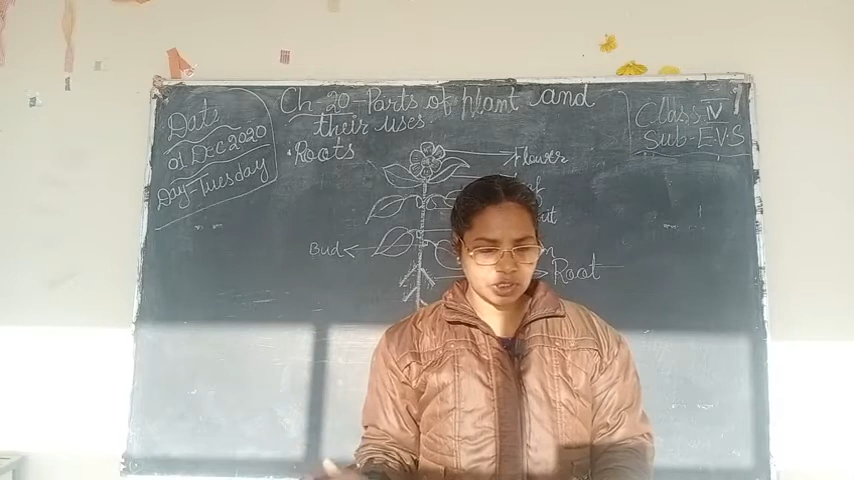 Date
01 Dec 2020
Day-Tuesday
Ch-20-Parts of plant and
their uses
• Roots
Class IV
Sub-E.V.S
Flower
Bud
Root